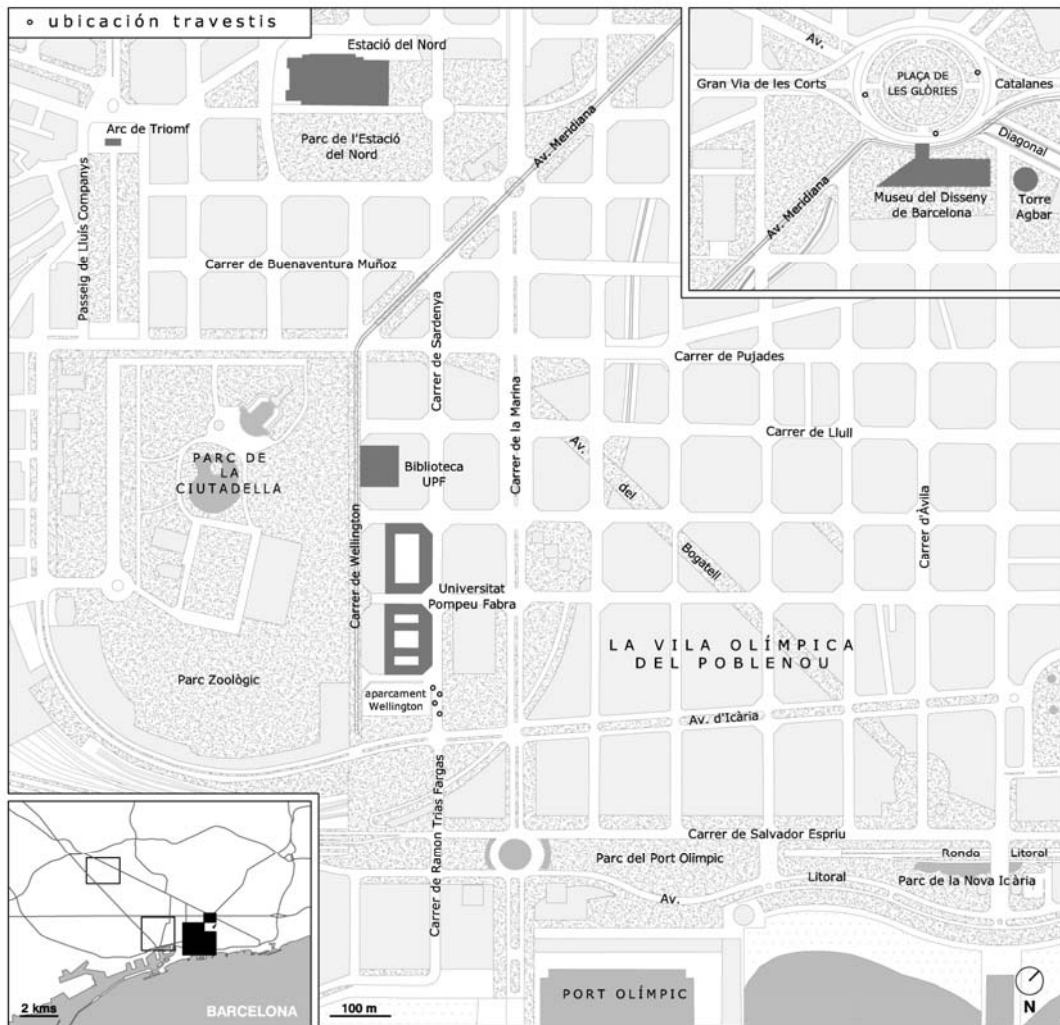 ubicación travestis
Estació del Nord
Arc de Triomf
Parc de l'Estació
del Nord
Av. Meridiana
Passeig de Lluís Companys
Carrer de Buenaventura Muñoz
Av.
Gran Via de les Corts
PLAÇA DE
LES GLÒRIES
Catalanes
Diagonal
Av. Meridiana
Museu del Disseny
de Barcelona
Torre
Agbar
Carrer de Sardenya
Carrer de la Marina
Carrer de Pujades
Carrer de Llull
PARC DE
LA
CIUTADELLA
Biblioteca
UPF
Av.
del
Bogatell
Carrer d'Àvila
Carrer de Wellington
Universitat
Pompeu Fabra
LA VILA OLÍMPICA
DEL POBLENOU
Parc Zoològic
aparcament
Wellington
Av. d'Icària
Carrer de Ramon Trias Fargas
Carrer de Salvador Espriu
Parc del Port Olímpic
Ronda Litoral
Parc de la Nova Icària
Av.
Litoral
PORT OLÍMPIC
2 kms
BARCELONA
100 m
N